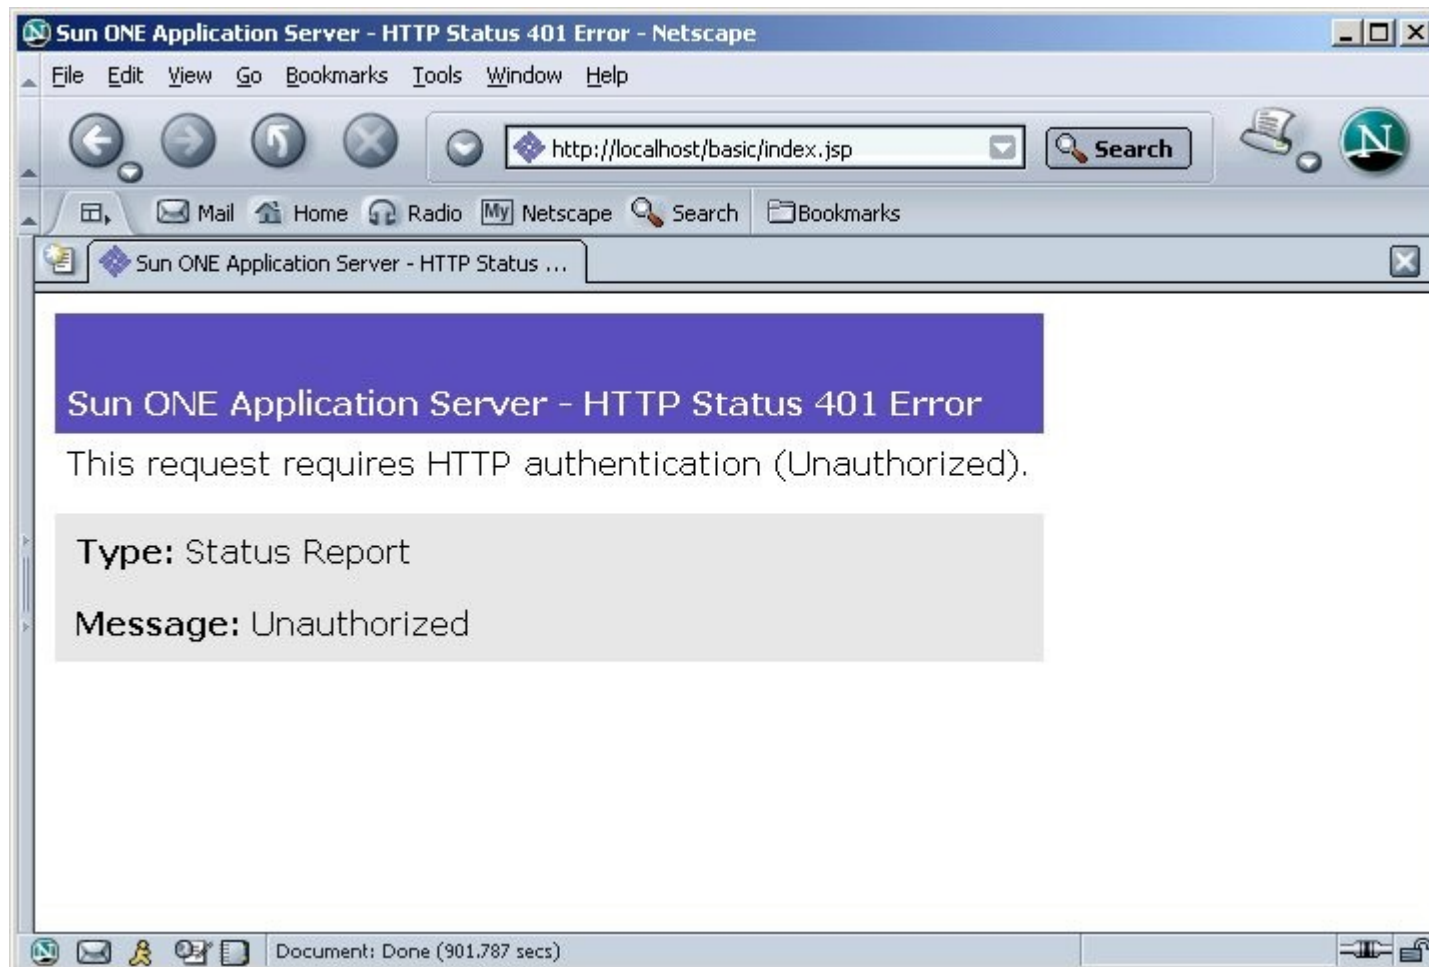 Sun ONE Application Server - HTTP Status 401 Error - Netscape
File Edit View Go Bookmarks Tools Window Help
http://localhost/basic/index.jsp Search N
Mail Home Radio My Netscape Search Bookmarks
Sun ONE Application Server - HTTP Status ...
Sun ONE Application Server - HTTP Status 401 Error
This request requires HTTP authentication (Unauthorized).
Type: Status Report
Message: Unauthorized
Document: Done (901.787 secs)